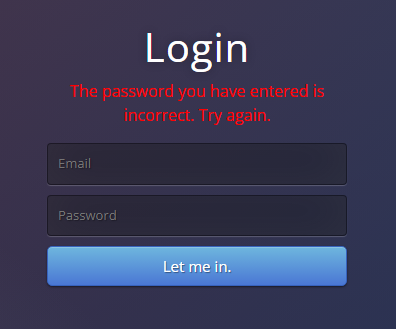 Login
The password you have entered is
incorrect. Try again.
Email
Password
Let me in.